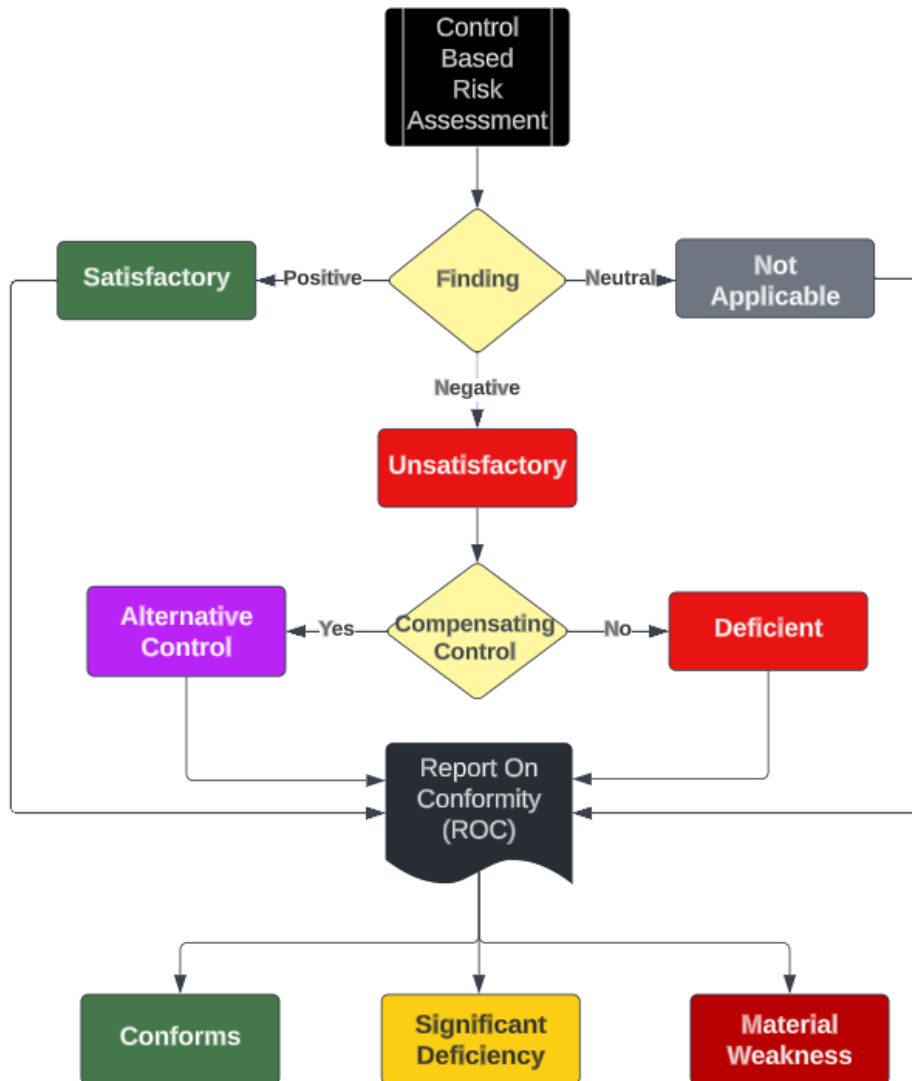 Control
Based
Risk
Assessment
Satisfactory
Positive
Finding
Neutral
Not
Applicable
Negative
Unsatisfactory
Alternative
Control
Yes
Compensating
Control
No
Deficient
Report On
Conformity
(ROC)
Conforms
Significant
Deficiency
Material
Weakness